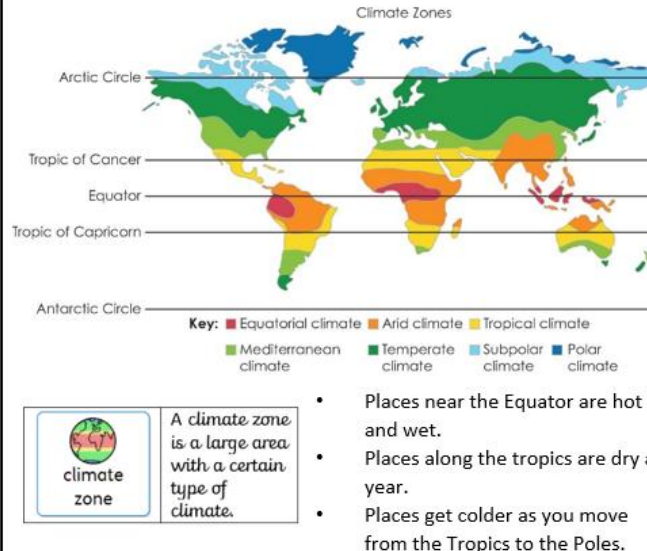 Climate Zones
Arctic Circle
Tropic of Cancer
Equator
Tropic of Capricorn
Antarctic Circle
Key: Equatorial climate Arid climate Tropical climate
Mediterranean climate Temperate climate Subpolar climate Polar climate
climate
zone
A climate zone
is a large area
with a certain
type of
climate.
• Places near the Equator are hot
and wet.
• Places along the tropics are dry
year.
• Places get colder as you move
from the Tropics to the Poles.